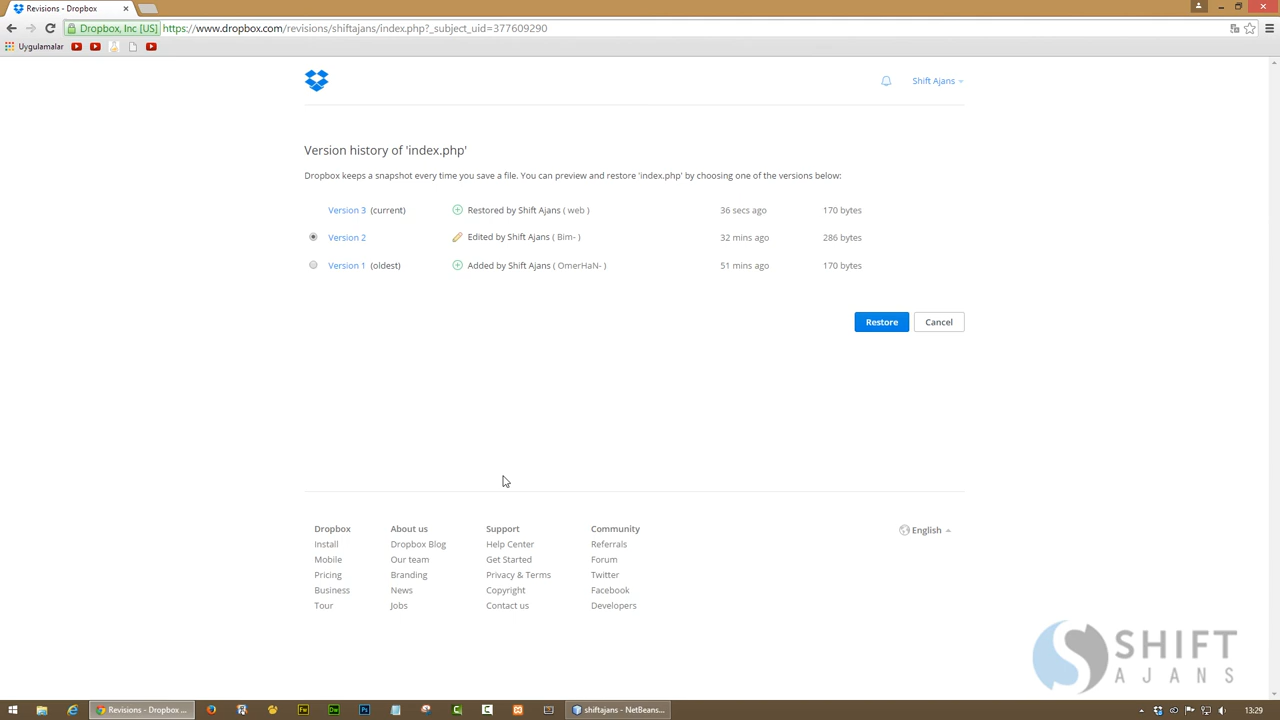 Revisions - Dropbox
Dropbox, Inc [US] https://www.dropbox.com/revisions/shiftajans/index.php?_subject_uid=377609290
Uygulamalar
Shift Ajans
Version history of 'index.php'
Dropbox keeps a snapshot every time you save a file. You can preview and restore 'index.php' by choosing one of the versions below:
Version 3 (current) Restored by Shift Ajans ( web ) 36 secs ago 170 bytes
Version 2 Edited by Shift Ajans ( Bim- ) 32 mins ago 286 bytes
Version 1 (oldest) Added by Shift Ajans ( OmerHaN- ) 51 mins ago 170 bytes
Restore Cancel
Dropbox About us Support Community English
Install Dropbox Blog Help Center Referrals
Mobile Our team Get Started Forum
Pricing Branding Privacy & Terms Twitter
Business News Copyright Facebook
Tour Jobs Contact us Developers
SHIFT
AJANS
Revisions - Dropbox ... Fw Dw Ps shiftajans - NetBeans... 13:29